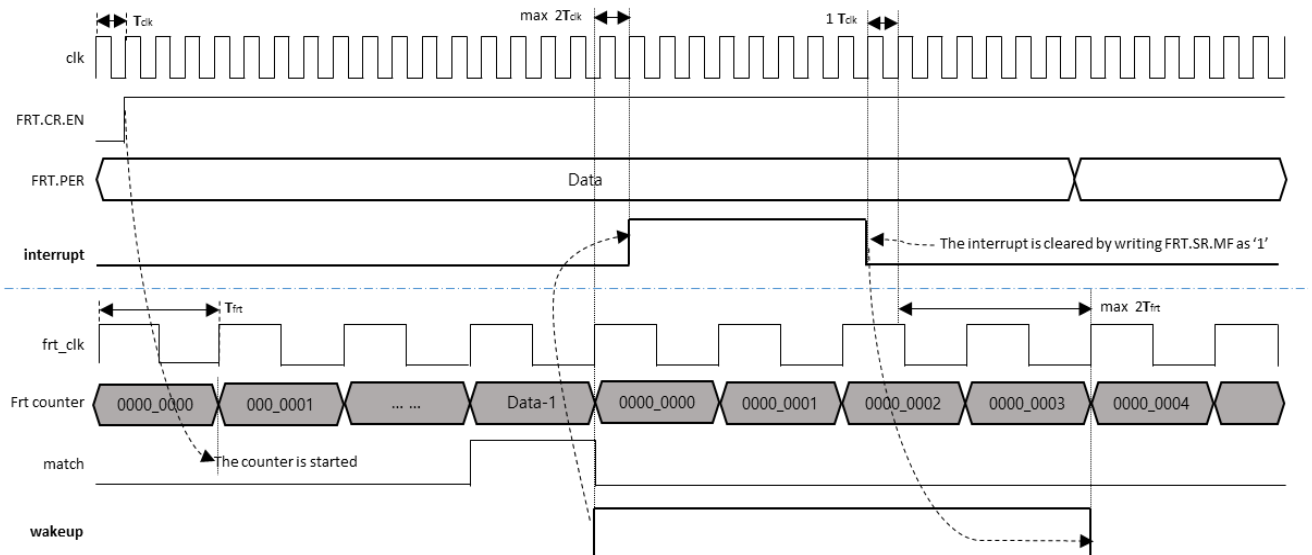 Tclk
max 2Tclk
1 Tclk
clk
FRT.CR.EN
FRT.PER
Data
interrupt
The interrupt is cleared by writing FRT.SR.MF as ‘1’
Tfrt
max 2Tfrt
frt_clk
Frt counter
0000_0000
000_0001
... ...
Data-1
0000_0000
0000_0001
0000_0002
0000_0003
0000_0004
match
The counter is started
wakeup